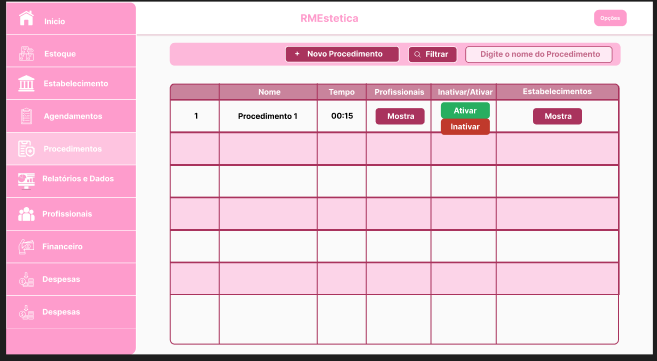 RMEstetica
Opções
Início
Estoque
Estabelecimento
Agendamentos
Procedimentos
Relatórios e Dados
Profissionais
Financeiro
Despesas
Despesas
+ Novo Procedimento
Filtrar
Digite o nome do Procedimento
Nome Tempo Profissionais Inativar/Ativar Estabelecimentos
1 Procedimento 1 00:15 Mostra Ativar Mostra
Inativar